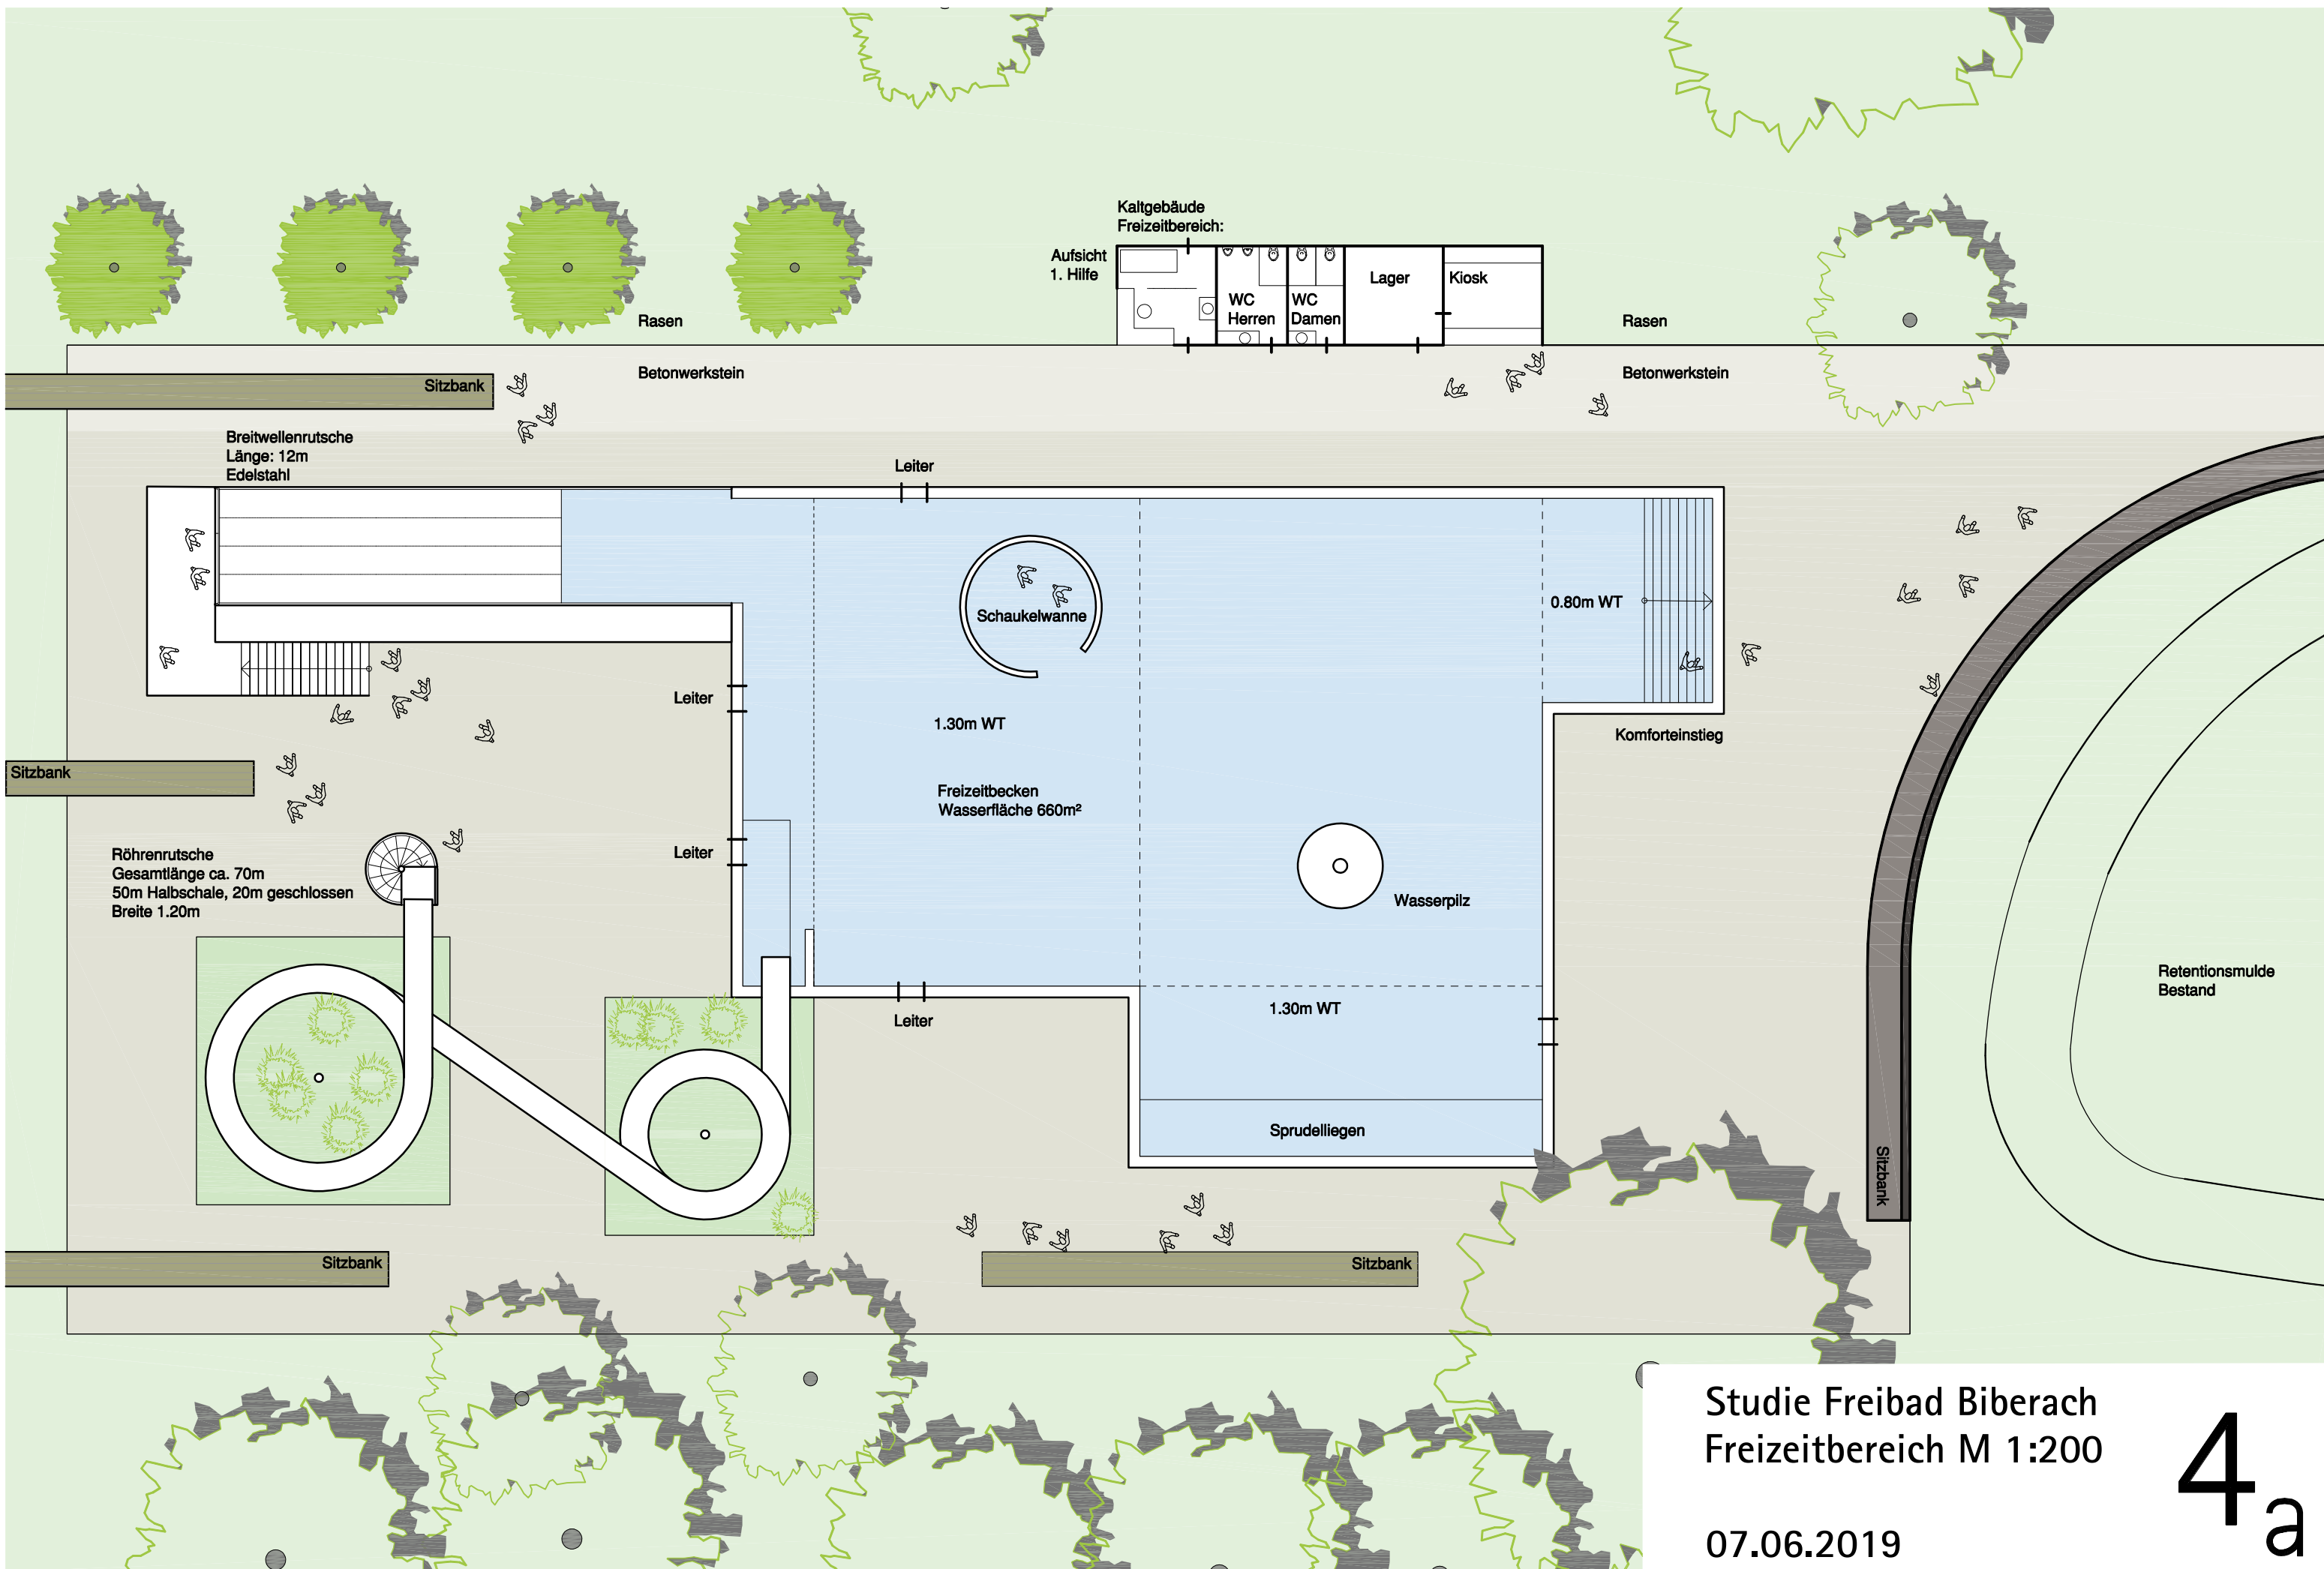 Kaltgebäude
Freizeitbereich:
Aufsicht
1. Hilfe
WC
Herren
WC
Damen
Lager
Kiosk
Rasen
Rasen
Betonwerkstein
Betonwerkstein
Sitzbank
Breitwellenrutsche
Länge: 12m
Edelstahl
Leiter
Schaukelwanne
0.80m WT
Leiter
1.30m WT
Komforteinstieg
Sitzbank
Freizeitbecken
Wasserfläche 660m²
Leiter
Röhrenrutsche
Gesamtlänge ca. 70m
50m Halbschale, 20m geschlossen
Breite 1.20m
Wasserpilz
Retentionsmulde
Bestand
Leiter
1.30m WT
Sprudelliegen
Sitzbank
Sitzbank
Sitzbank
Studie Freibad Biberach
Freizeitbereich M 1:200
07.06.2019
4a